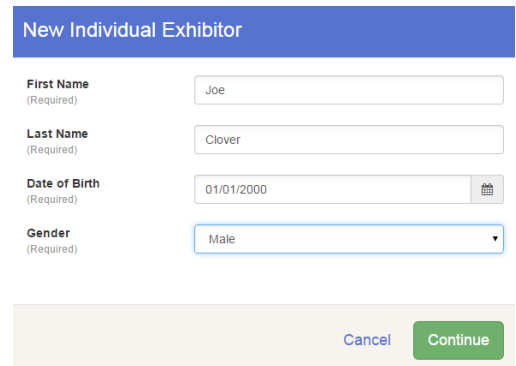 New Individual Exhibitor
First Name
(Required)
Joe
Last Name
(Required)
Clover
Date of Birth
(Required)
01/01/2000
Gender
(Required)
Male
Cancel
Continue